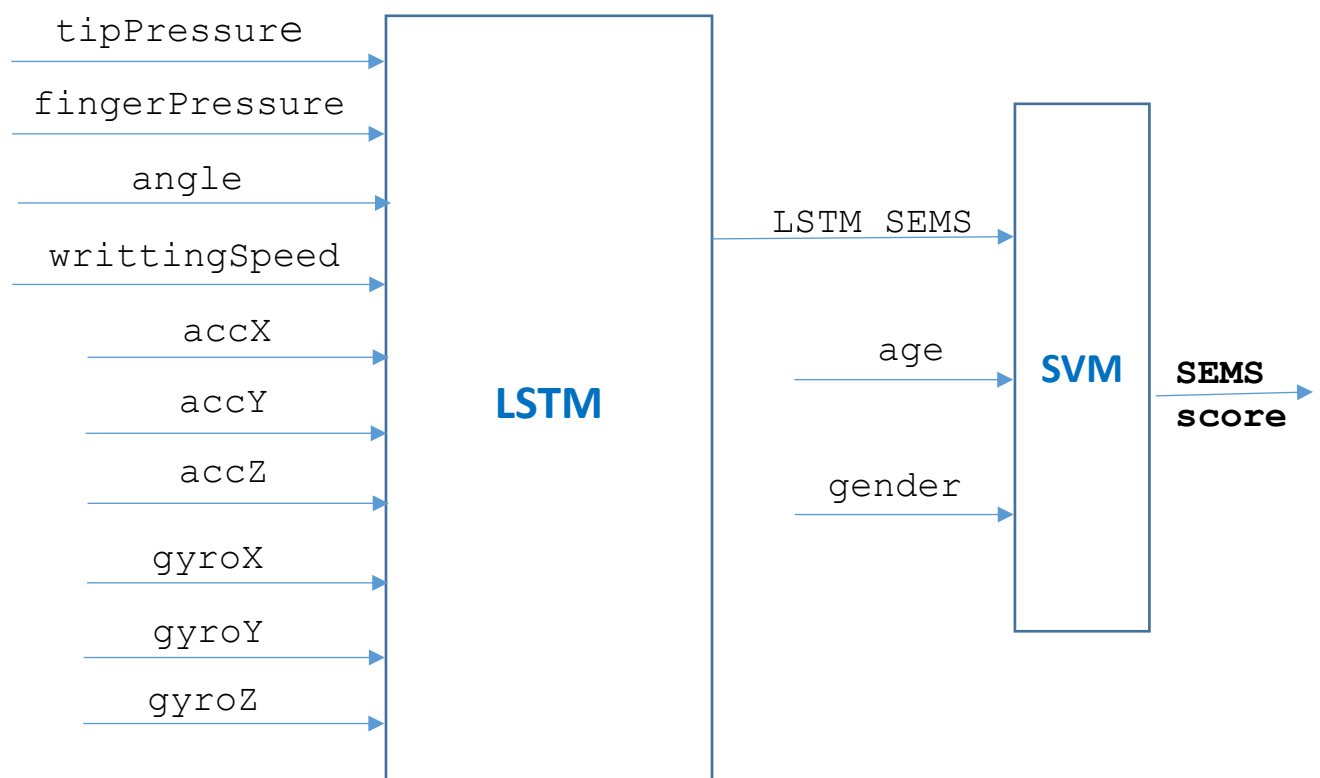 tipPressure
fingerPressure
angle
writtingSpeed
accX
accY
accZ
gyroX
gyroY
gyroZ
LSTM
LSTM SEMS
age
gender
SVM
SEMS
score